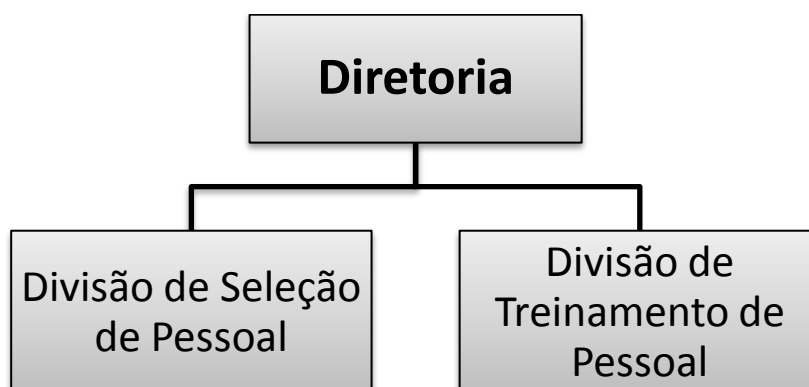 Diretoria
Divisão de Seleção
de Pessoal
Divisão de
Treinamento de
Pessoal